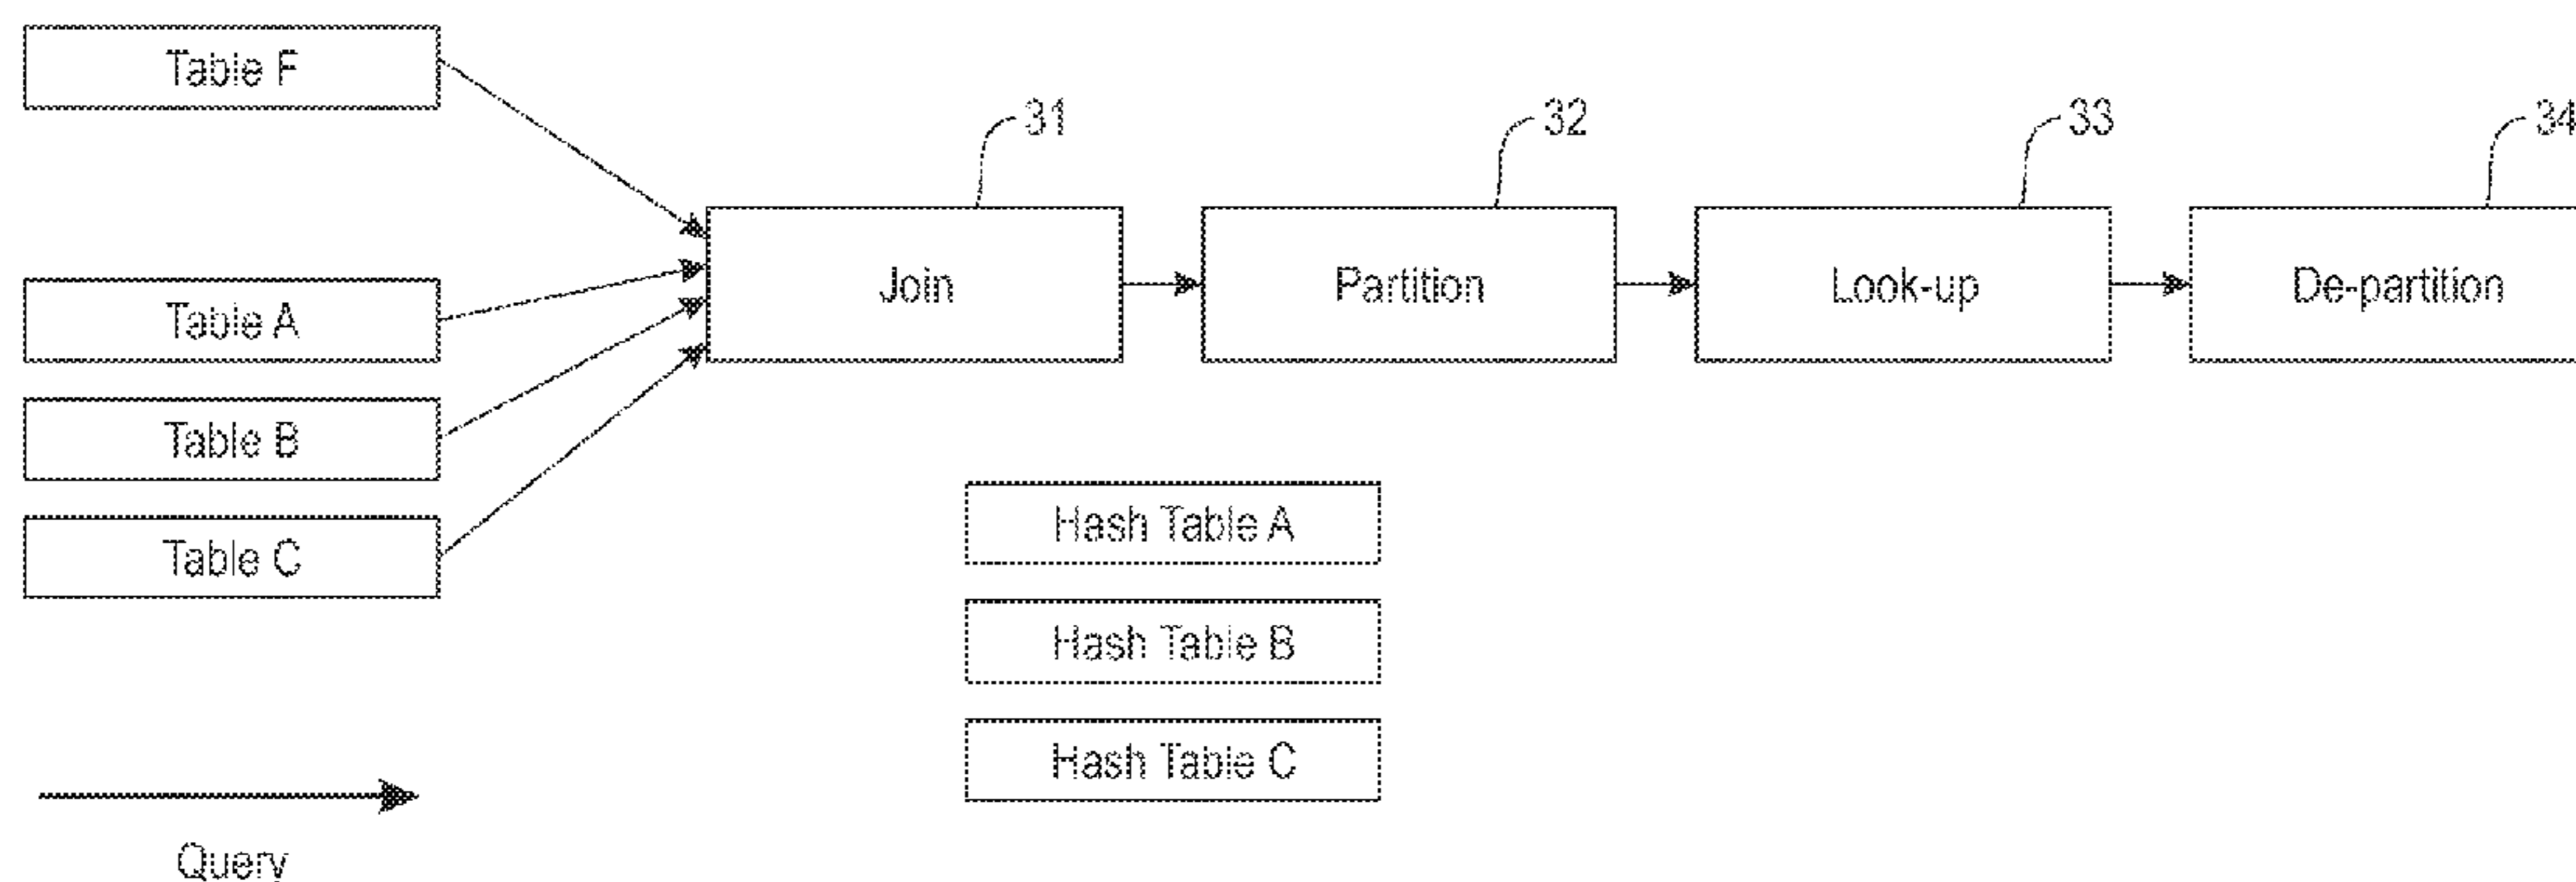 Table F
31
32
33
34
Table A
Join
Partition
Look-up
De-partition
Table B
Table C
Hash Table A
Hash Table B
Hash Table C
Query